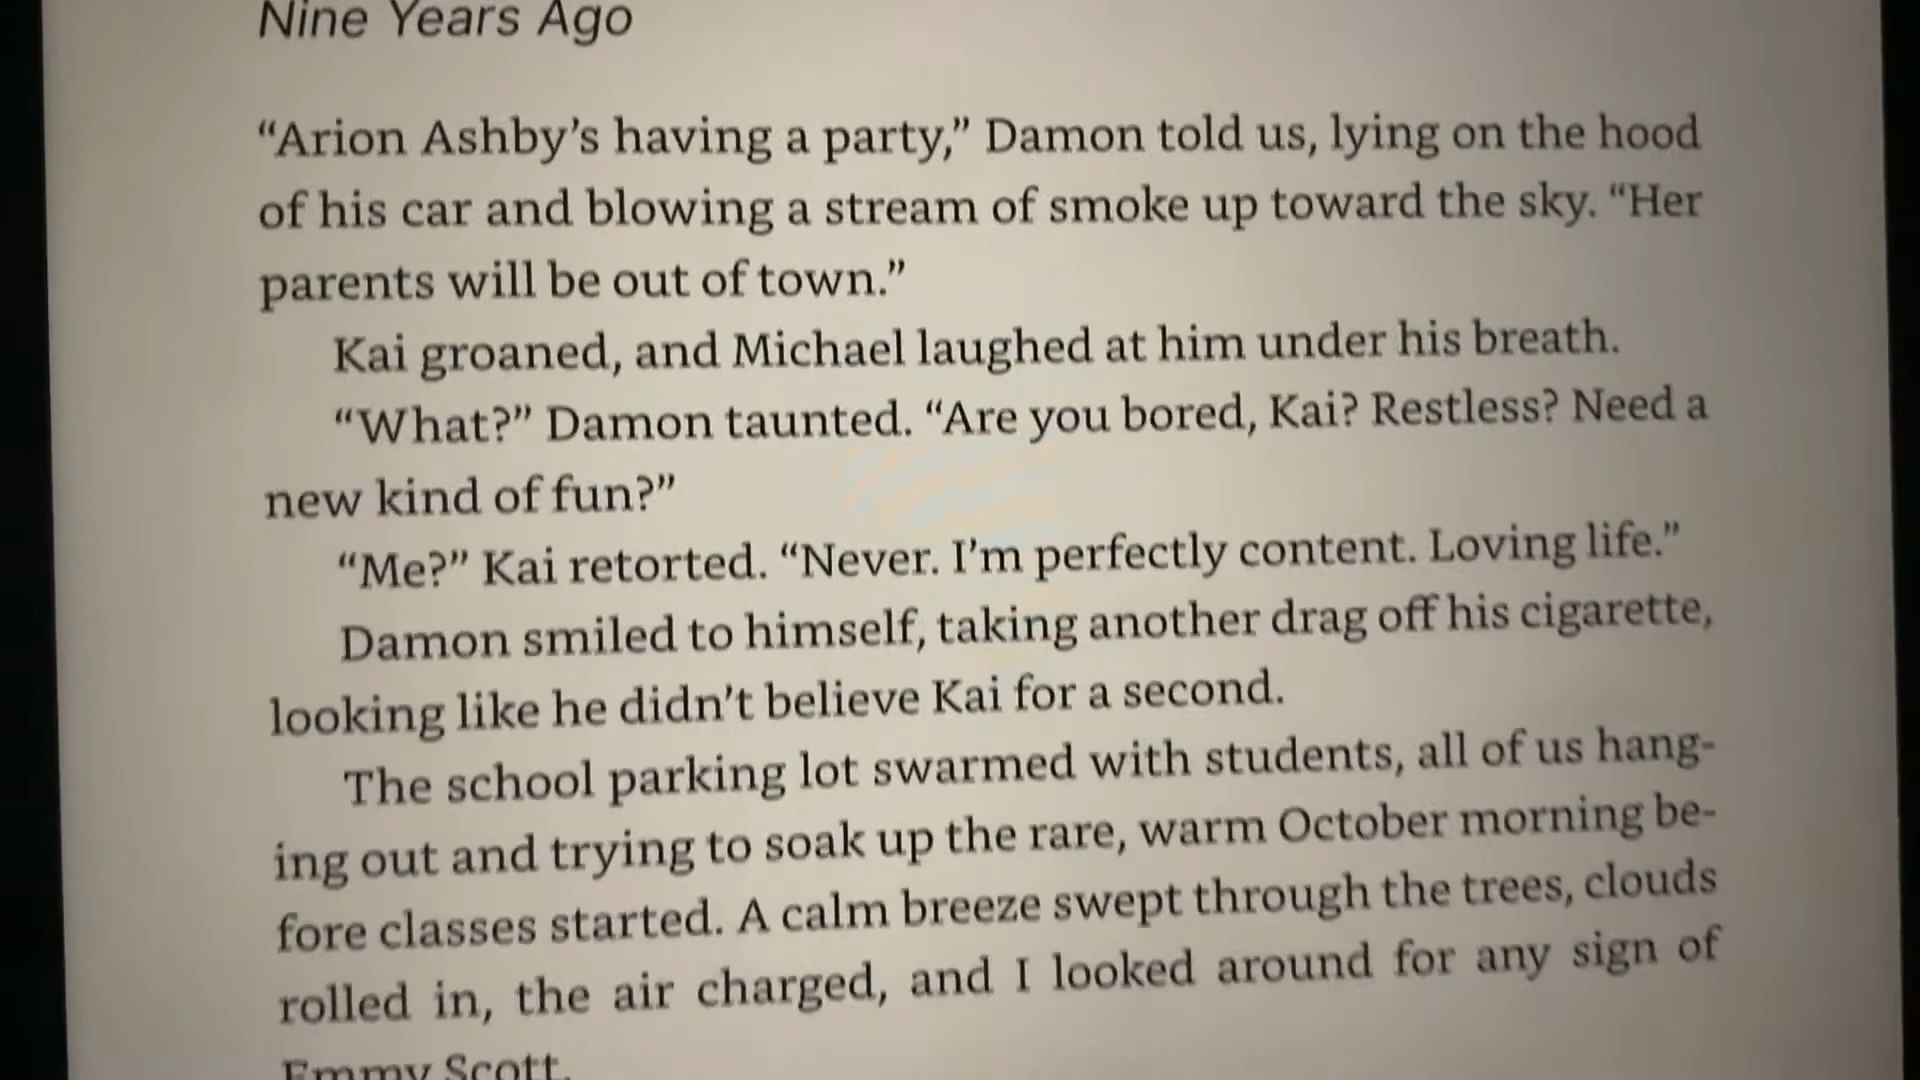 Nine Years Ago
“Arion Ashby’s having a party,” Damon told us, lying on the hood
of his car and blowing a stream of smoke up toward the sky. “Her
parents will be out of town.”
Kai groaned, and Michael laughed at him under his breath.
“What?” Damon taunted. “Are you bored, Kai? Restless? Need a
new kind of fun?”
“Me?” Kai retorted. “Never. I’m perfectly content. Loving life.”
Damon smiled to himself, taking another drag off his cigarette,
looking like he didn’t believe Kai for a second.
The school parking lot swarmed with students, all of us hang-
ing out and trying to soak up the rare, warm October morning be-
fore classes started. A calm breeze swept through the trees, clouds
rolled in, the air charged, and I looked around for any sign of
Emmy Scott.